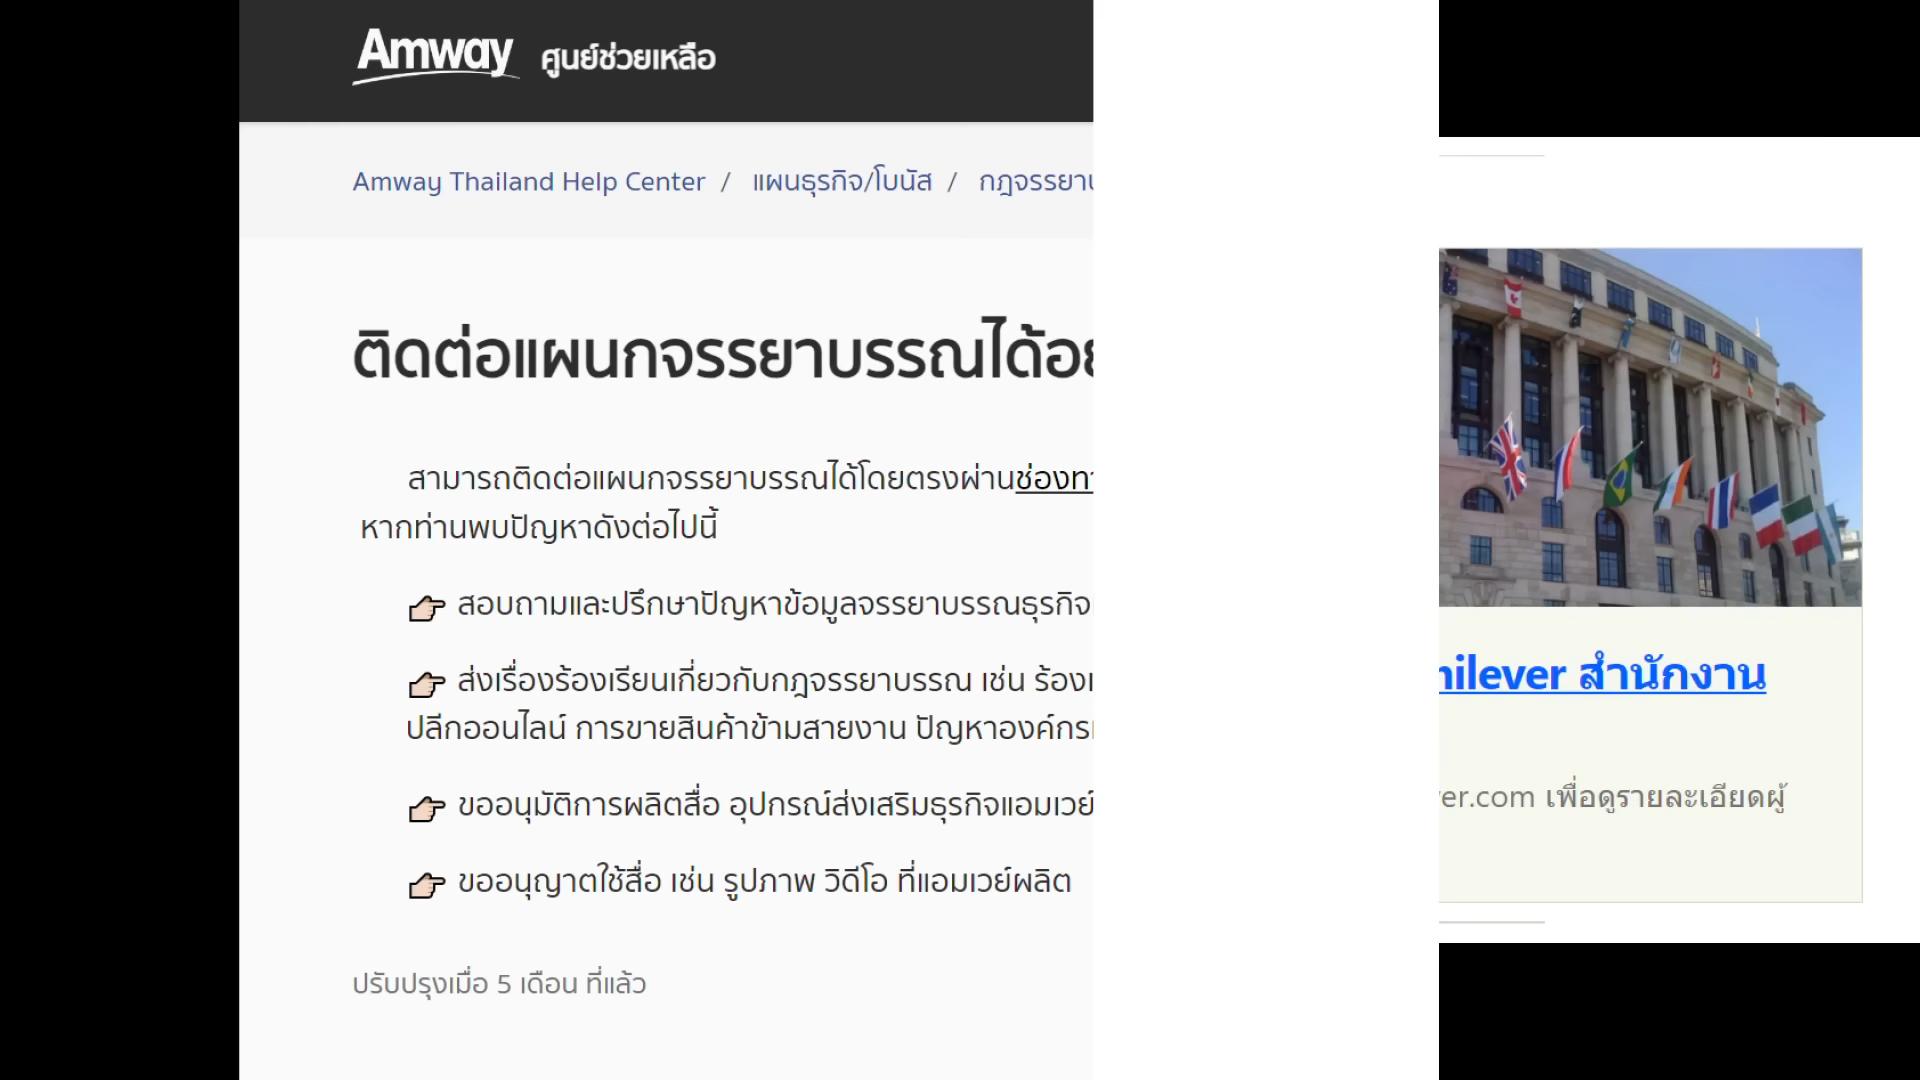 Amway ศูนย์ช่วยเหลือ
Amway Thailand Help Center / แผนธุรกิจ/โบนัส / กฎจรรยาบ
ติดต่อแผนกจรรยาบรรณได้อย
สามารถติดต่อแผนกจรรยาบรรณได้โดยตรงผ่านช่องทา
หากท่านพบปัญหาดังต่อไปนี้
สอบถามและปรึกษาปัญหาข้อมูลจรรยาบรรณธุรกิจ
ส่งเรื่องร้องเรียนเกี่ยวกับกฎจรรยาบรรณ เช่น ร้องเ
ปลีกออนไลน์ การขายสินค้าข้ามสายงาน ปัญหาองค์กร
ขออนุมัติการผลิตสื่อ อุปกรณ์ส่งเสริมธุรกิจแอมเวย์
ขออนุญาตใช้สื่อ เช่น รูปภาพ วิดีโอ ที่แอมเวย์ผลิต
ปรับปรุงเมื่อ 5 เดือน ที่แล้ว
nilever สำนักงาน
er.com เพื่อดูรายละเอียดผู้